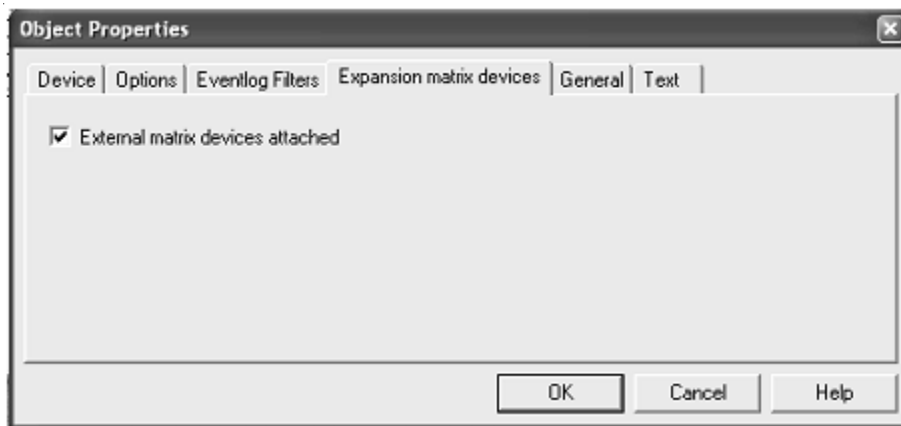 Object Properties
Device Options Eventlog Filters Expansion matrix devices General Text
External matrix devices attached
OK Cancel Help